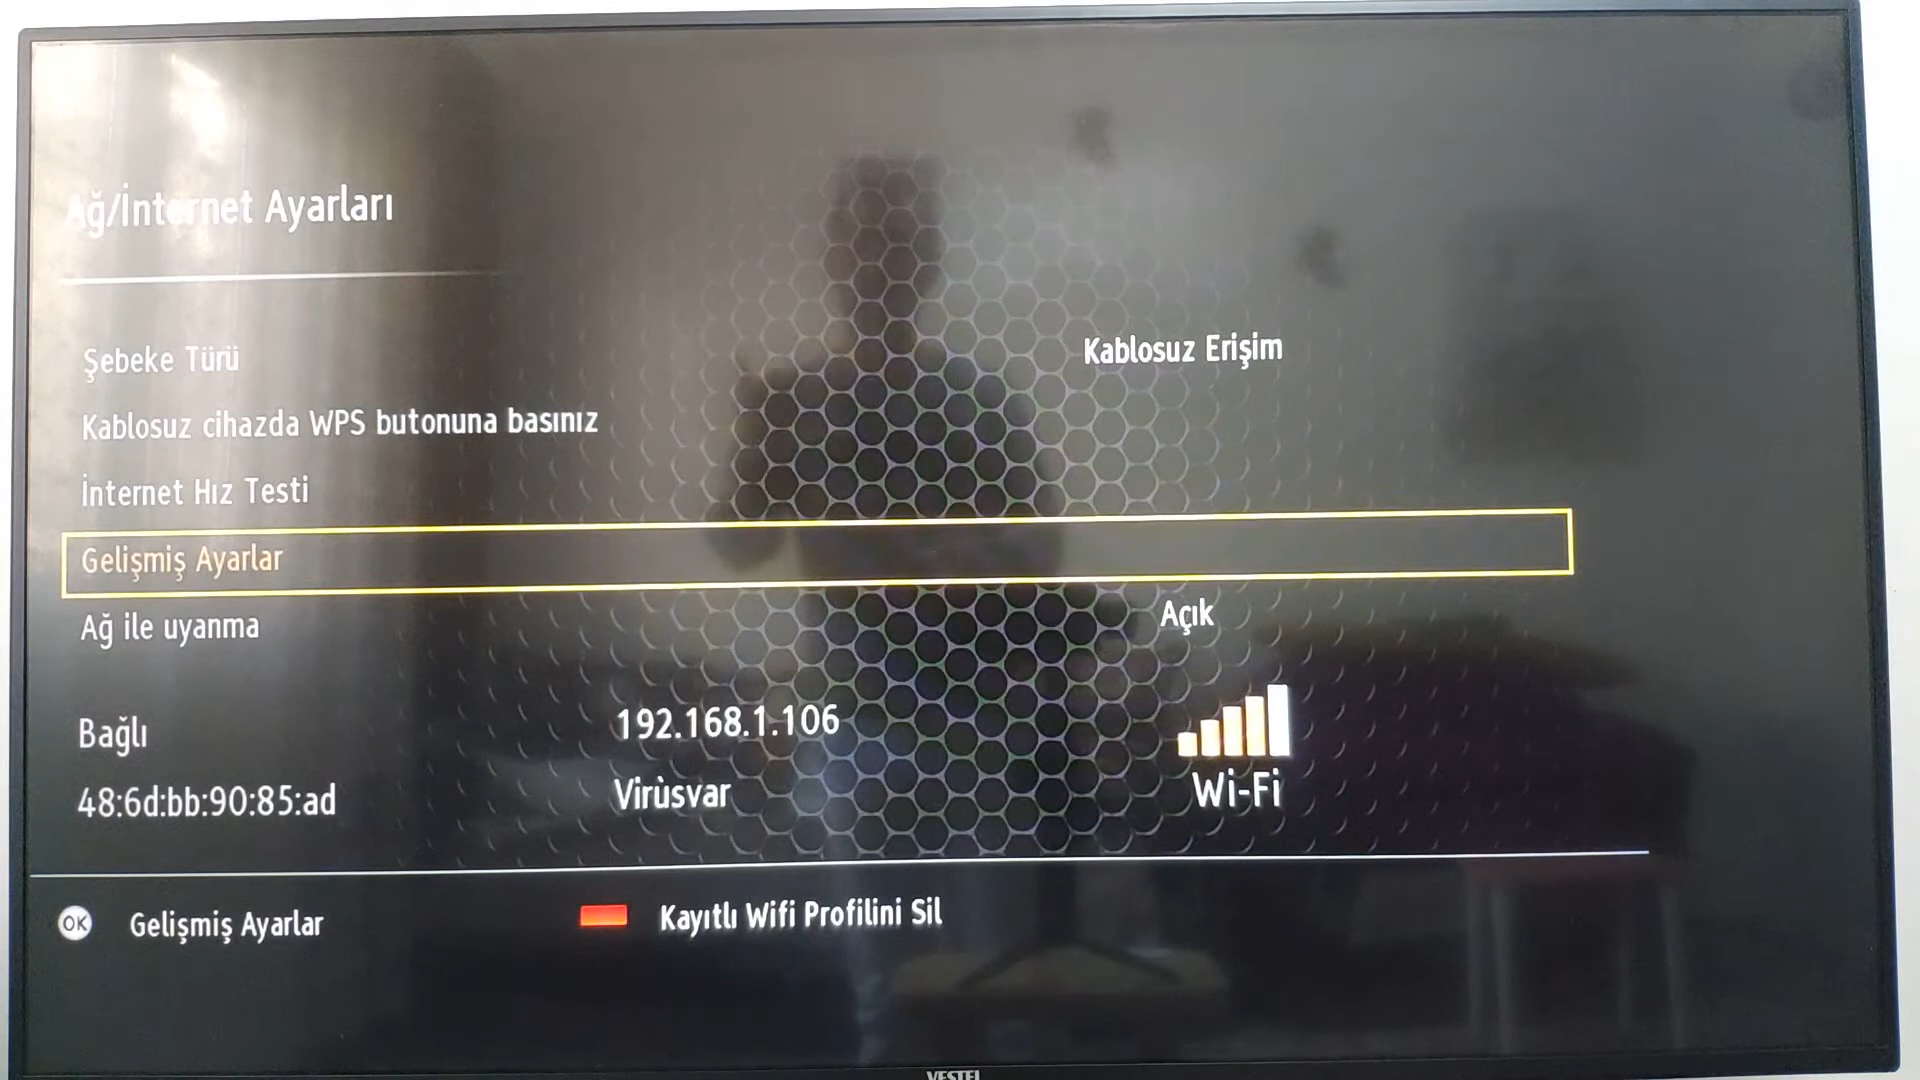 Ağ/İnternet Ayarları
Şebeke Türü Kablosuz Erişim
Kablosuz cihazda WPS butonuna basınız
İnternet Hız Testi
Gelişmiş Ayarlar
Ağ ile uyanma Açık
Bağlı 192.168.1.106
48:6d:bb:90:85:ad Virùsvar Wi-Fi
OK Gelişmiş Ayarlar Kayıtlı Wifi Profilini Sil
VESTEL